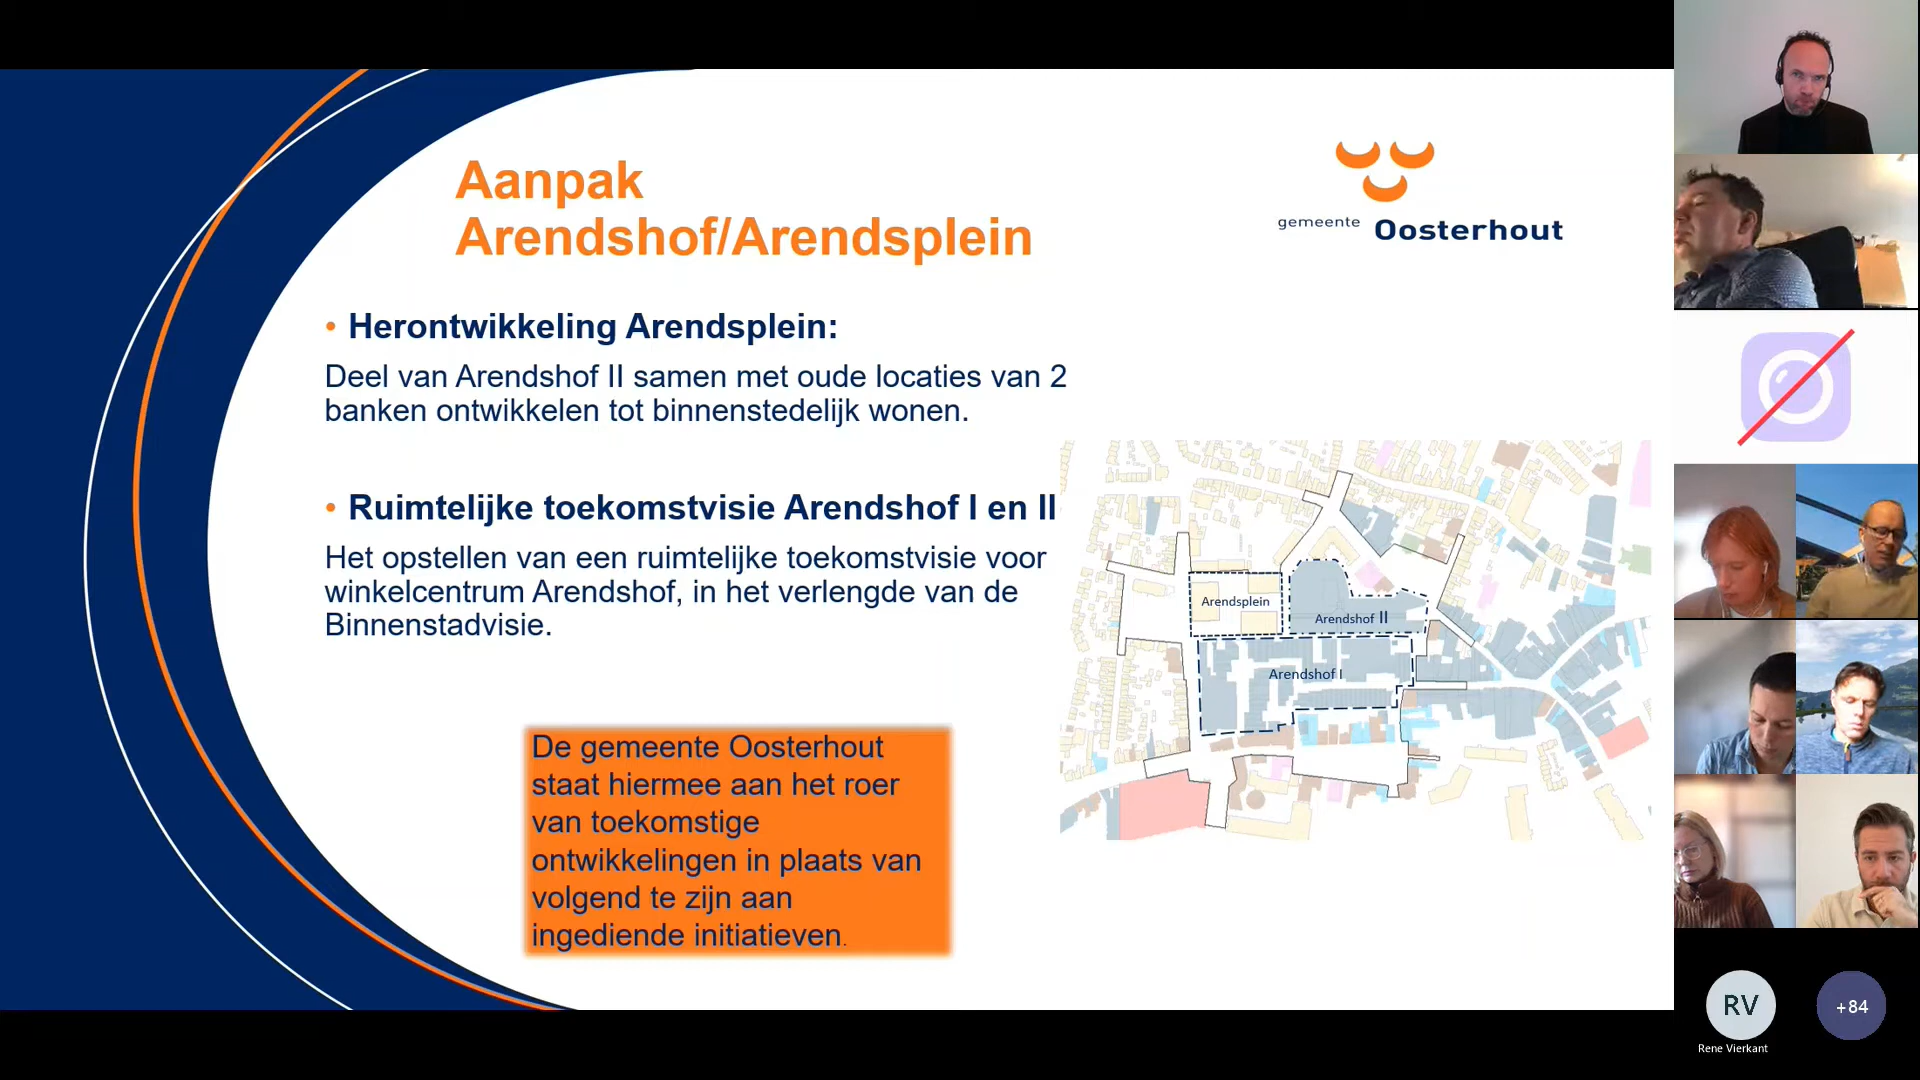 Aanpak
Arendshof/Arendsplein
gemeente Oosterhout
• Herontwikkeling Arendsplein:
Deel van Arendshof II samen met oude locaties van 2
banken ontwikkelen tot binnenstedelijk wonen.
• Ruimtelijke toekomstvisie Arendshof I en II
Het opstellen van een ruimtelijke toekomstvisie voor
winkelcentrum Arendshof, in het verlengde van de
Binnenstadvisie.
Arendsplein
Arendshof II
Arendshof I
De gemeente Oosterhout
staat hiermee aan het roer
van toekomstige
ontwikkelingen in plaats van
volgend te zijn aan
ingediende initiatieven.
RV
Rene Vierkant
+84